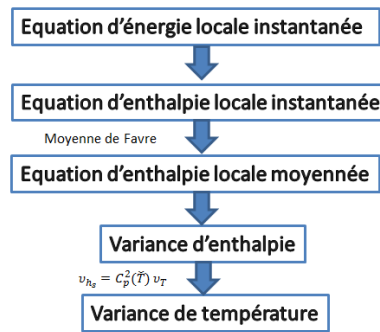 Equation d'énergie locale instantanée
Equation d'enthalpie locale instantanée
Moyenne de Favre
Equation d'enthalpie locale moyennée
Variance d'enthalpie
𝜐_{h_s} = C_p^2(T̃) 𝜐_T
Variance de température